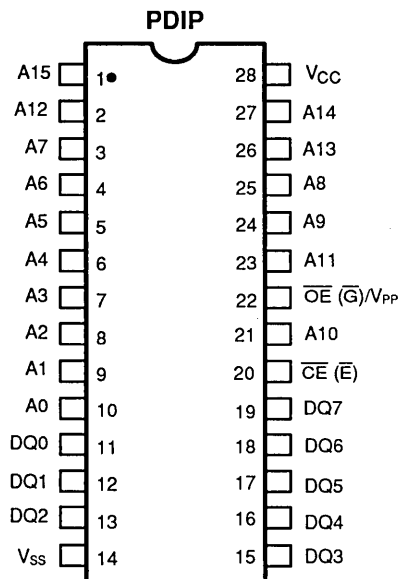 PDIP
A15 1 28 VCC
A12 2 27 A14
A7 3 26 A13
A6 4 25 A8
A5 5 24 A9
A4 6 23 A11
A3 7 22 O̅E̅ (G̅)/VPP
A2 8 21 A10
A1 9 20 C̅E̅ (E̅)
A0 10 19 DQ7
DQ0 11 18 DQ6
DQ1 12 17 DQ5
DQ2 13 16 DQ4
VSS 14 15 DQ3